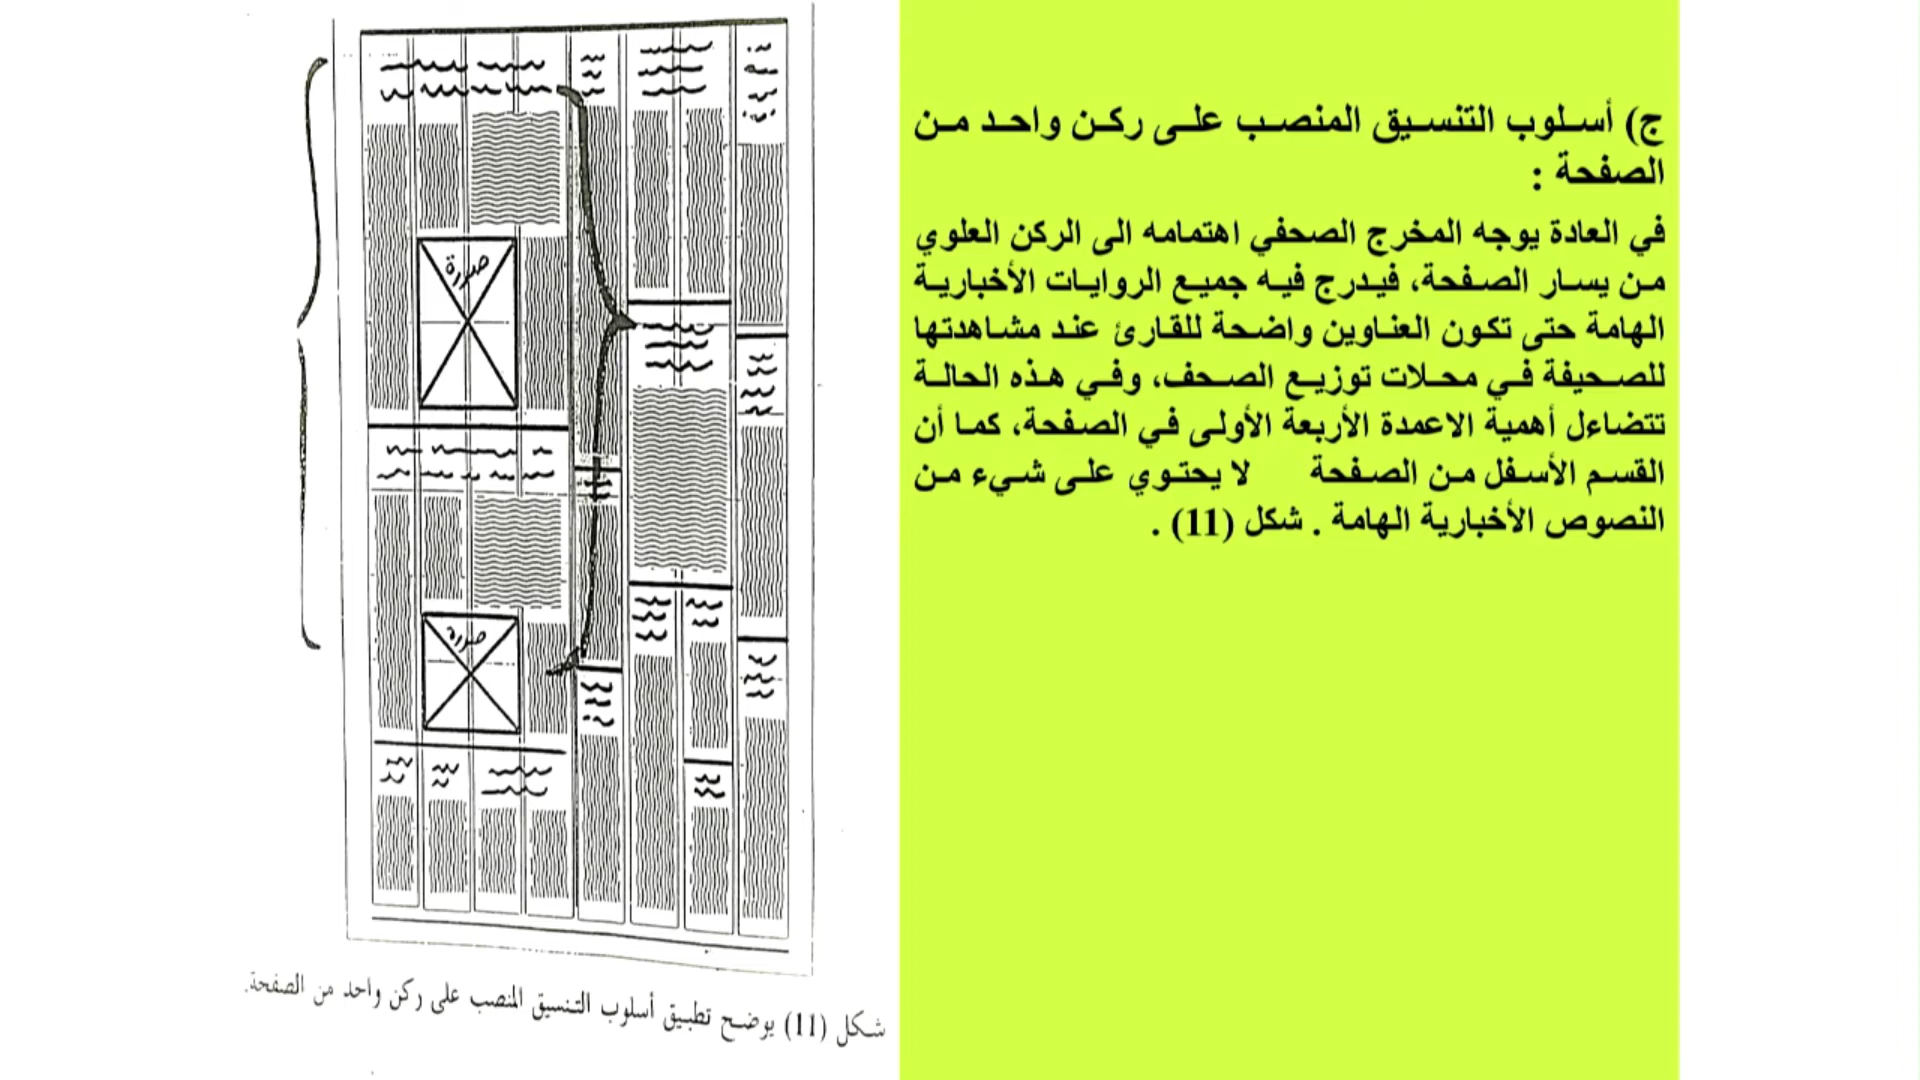 ج) أسلوب التنسيق المنصب على ركن واحد من
الصفحة :
في العادة يوجه المخرج الصحفي اهتمامه الى الركن العلوي
من يسار الصفحة، فيدرج فيه جميع الروايات الأخبارية
الهامة حتى تكون العناوين واضحة للقارئ عند مشاهدتها
للصحيفة في محلات توزيع الصحف، وفي هذه الحالة
تتضاءل أهمية الاعمدة الأربعة الأولى في الصفحة، كما أن
القسم الأسفل من الصفحة لا يحتوي على شيء من
النصوص الأخبارية الهامة . شكل (11) .
صورة
صورة
شكل (11) يوضح تطبيق أسلوب التنسيق المنصب على ركن واحد من الصفحة.